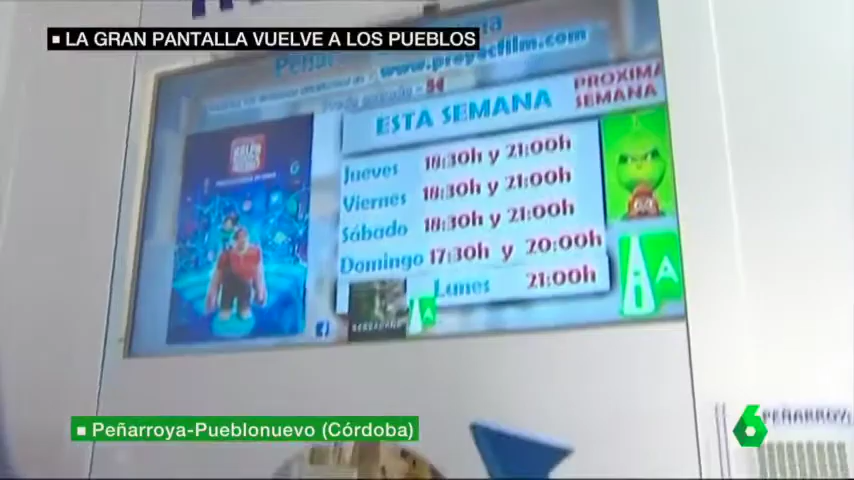 LA GRAN PANTALLA VUELVE A LOS PUEBLOS
www.proyecfilm.com
5€
ESTA SEMANA
PROXIMA
SEMANA
Jueves 18:30h y 21:00h
Viernes 18:30h y 21:00h
Sábado 18:30h y 21:00h
Domingo 17:30h y 20:00h
Lunes 21:00h
A
A
Peñarroya-Pueblonuevo (Córdoba)
6